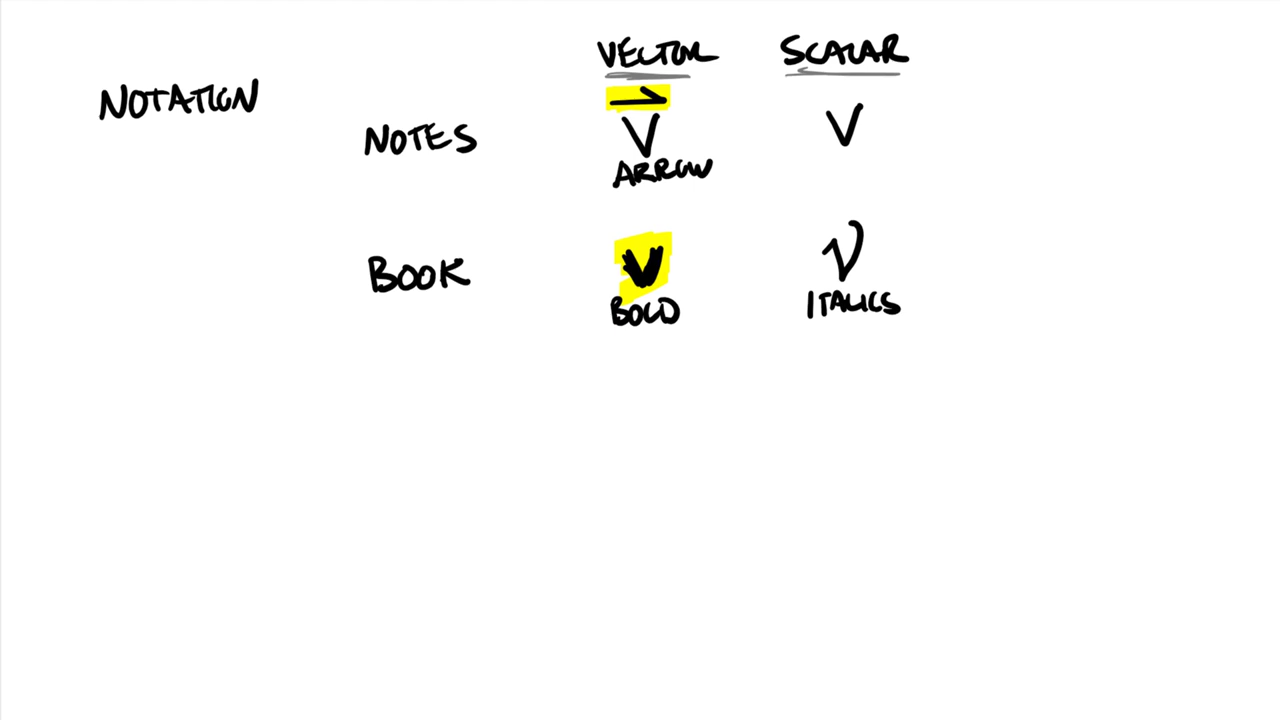 VECTOR SCALAR
NOTATION
NOTES V⃗ V
ARROW
BOOK V V
BOLD ITALICS